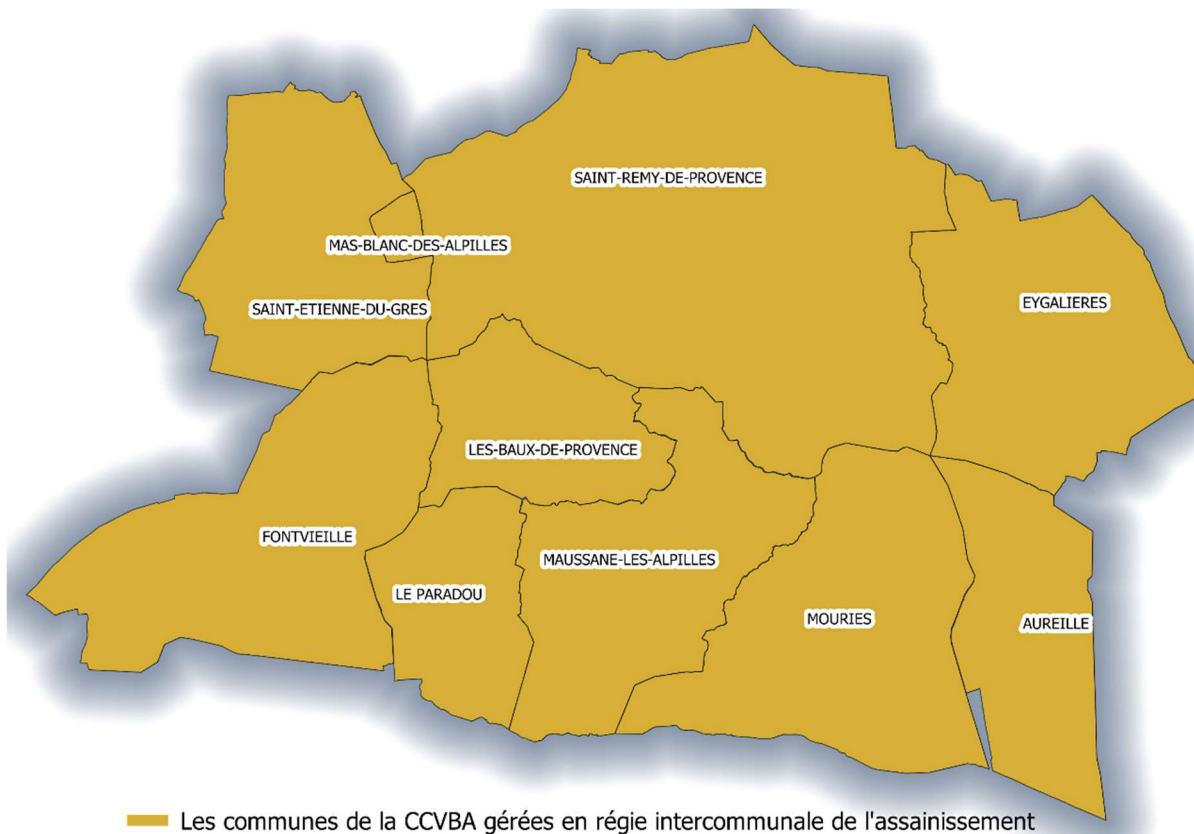 SAINT-REMY-DE-PROVENCE
MAS-BLANC-DES-ALPILLES
SAINT-ETIENNE-DU-GRES
EYGALIERES
LES-BAUX-DE-PROVENCE
FONTVIEILLE
MAUSSANE-LES-ALPILLES
LE PARADOU
MOURIES
AUREILLE
Les communes de la CCVBA gérées en régie intercommunale de l'assainissement